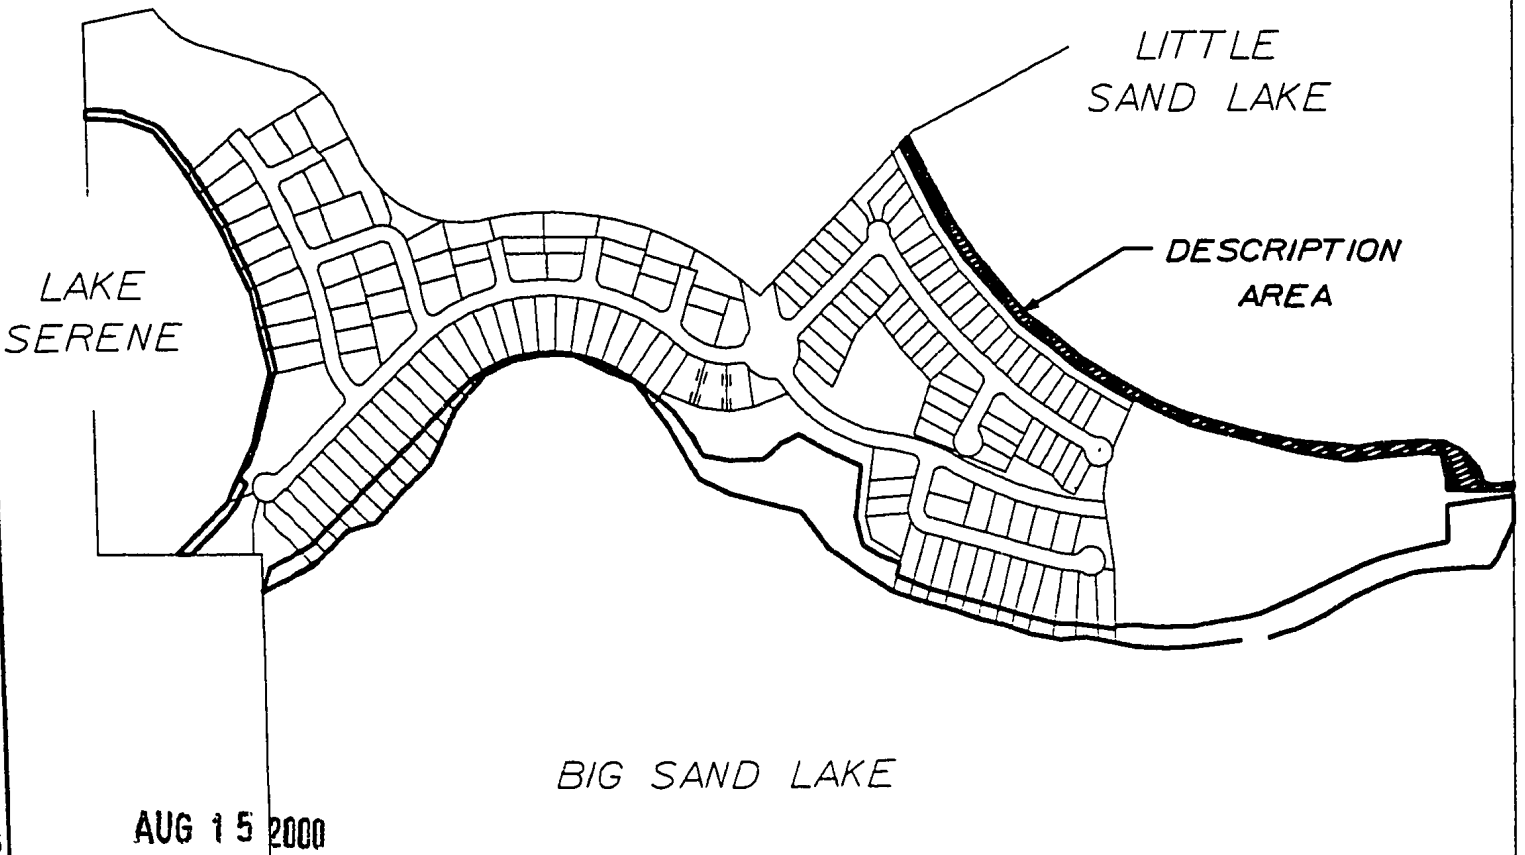 LITTLE
SAND LAKE
DESCRIPTION
AREA
LAKE
SERENE
BIG SAND LAKE
AUG 15 2000